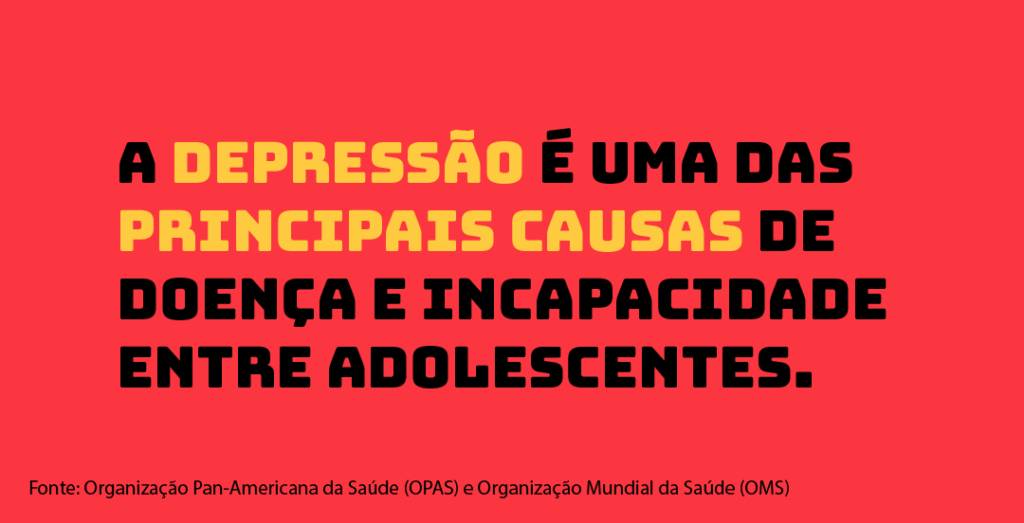 A DEPRESSÃO É UMA DAS
PRINCIPAIS CAUSAS DE
DOENÇA E INCAPACIDADE
ENTRE ADOLESCENTES.
Fonte: Organização Pan-Americana da Saúde (OPAS) e Organização Mundial da Saúde (OMS)